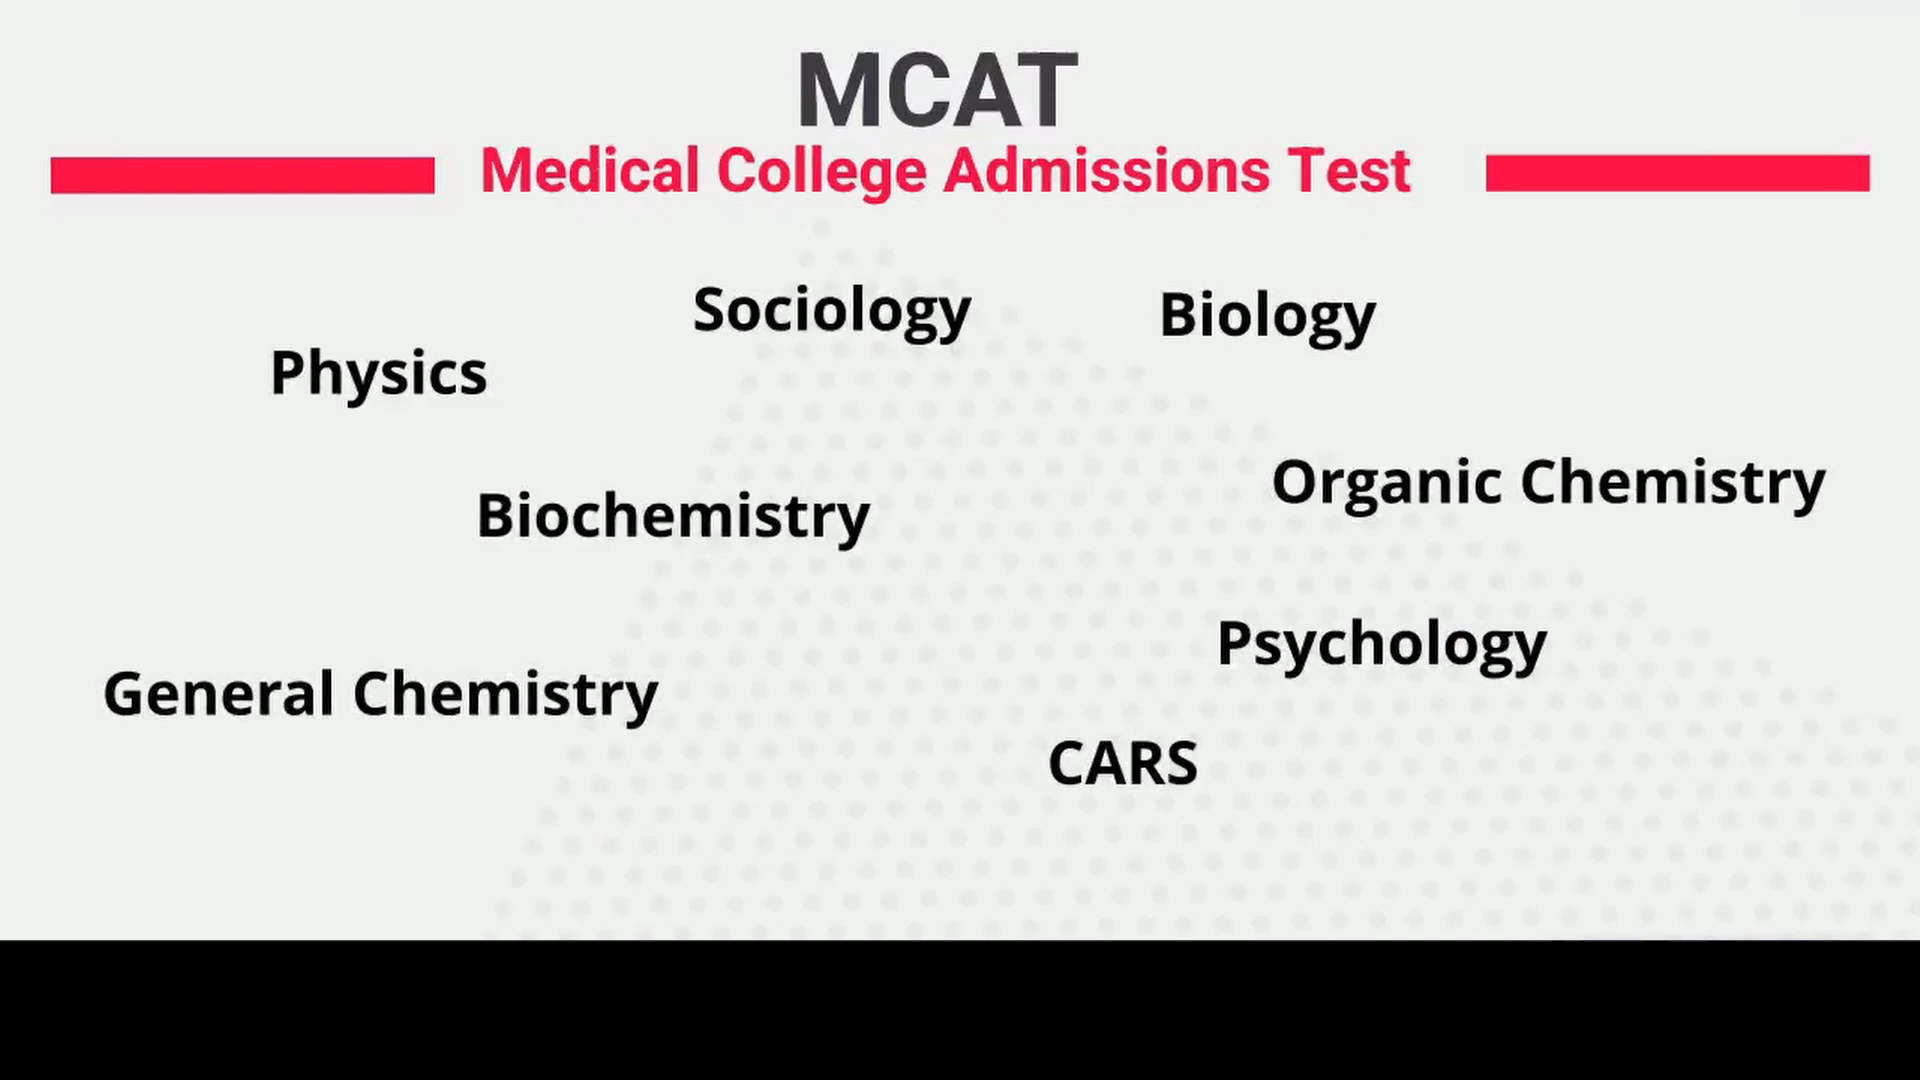 MCAT
Medical College Admissions Test
Sociology
Biology
Physics
Organic Chemistry
Biochemistry
Psychology
General Chemistry
CARS